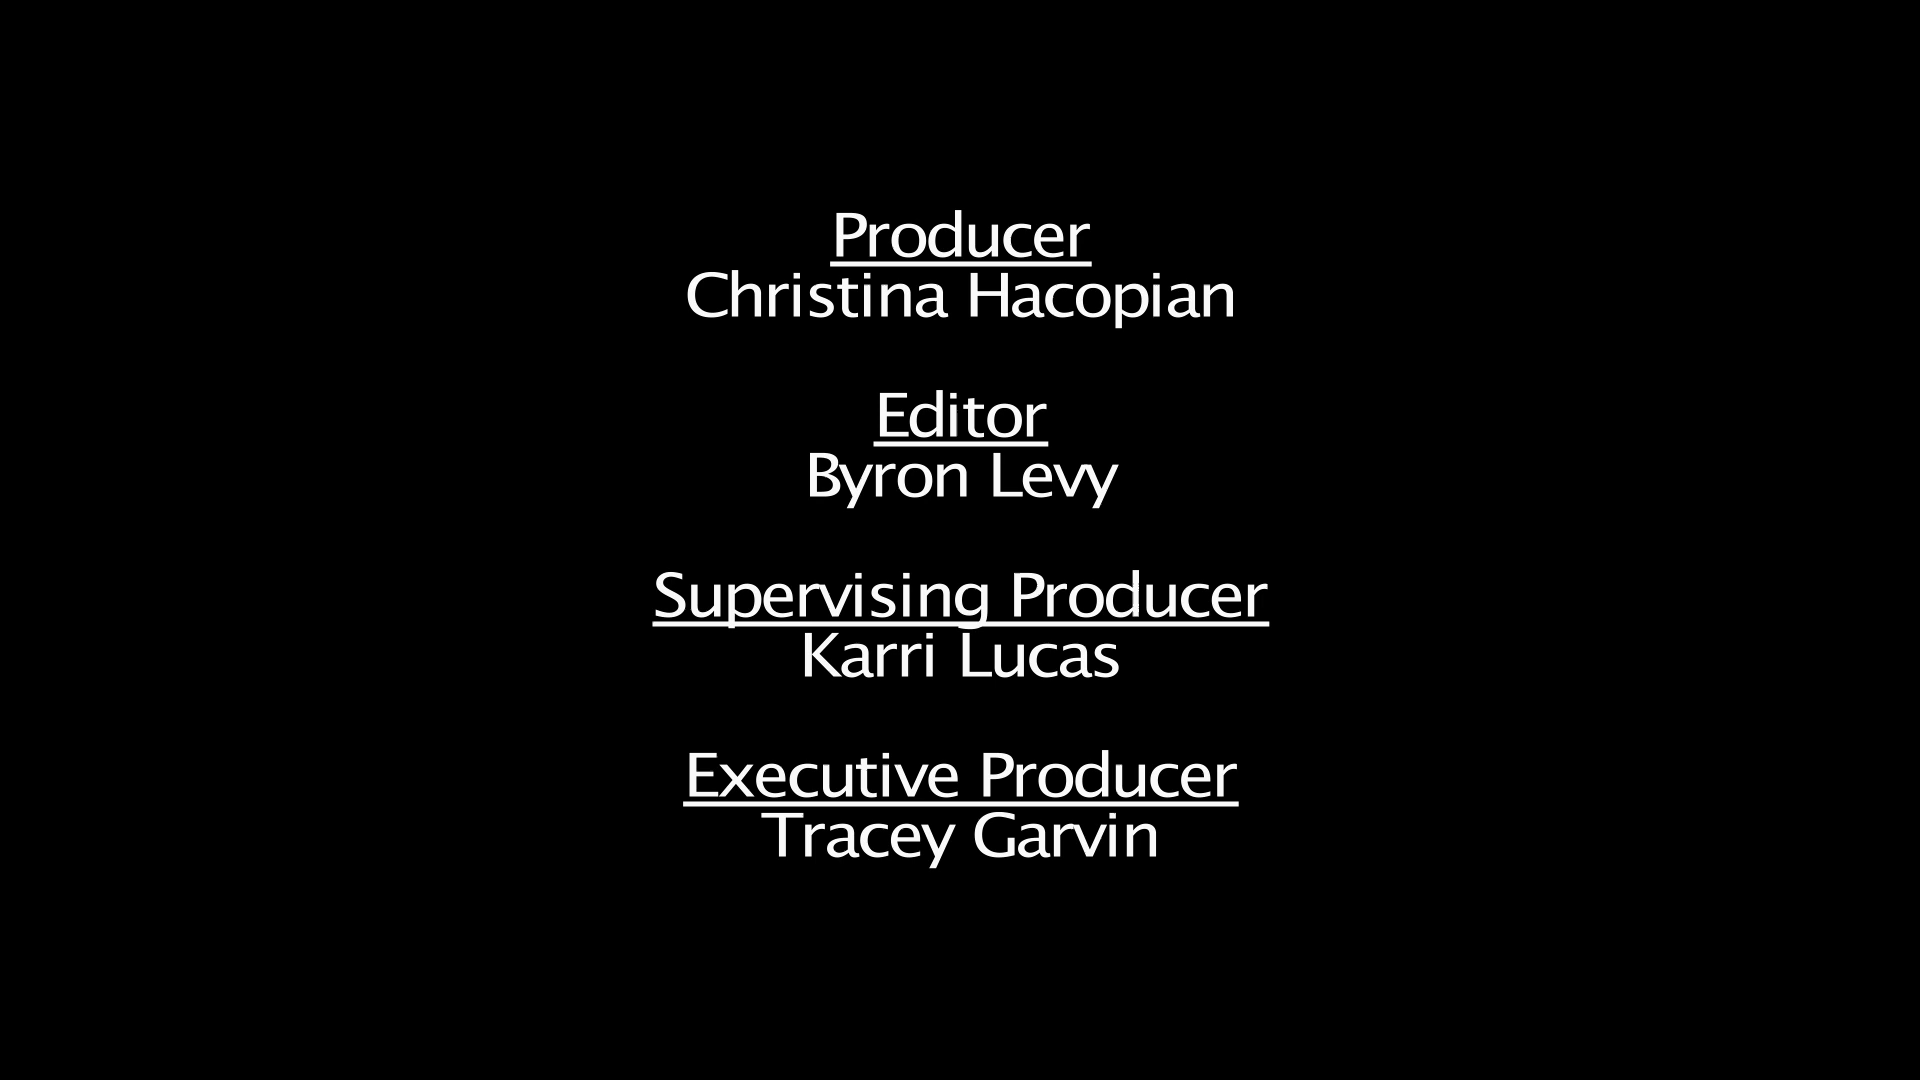 Producer
Christina Hacopian
Editor
Byron Levy
Supervising Producer
Karri Lucas
Executive Producer
Tracey Garvin